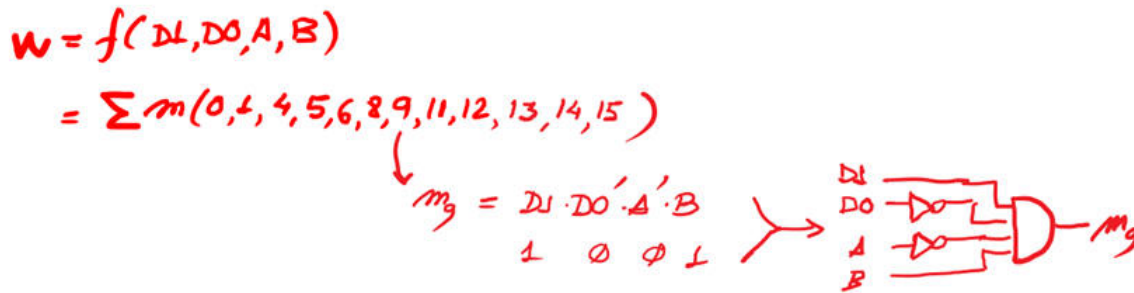 w = f(D1,D0,A,B)
= Σ m(0,1,4,5,6,8,9,11,12,13,14,15)
m9 = D1·D0'·A'·B
1 0 0 1
D1
D0
A
B
m9